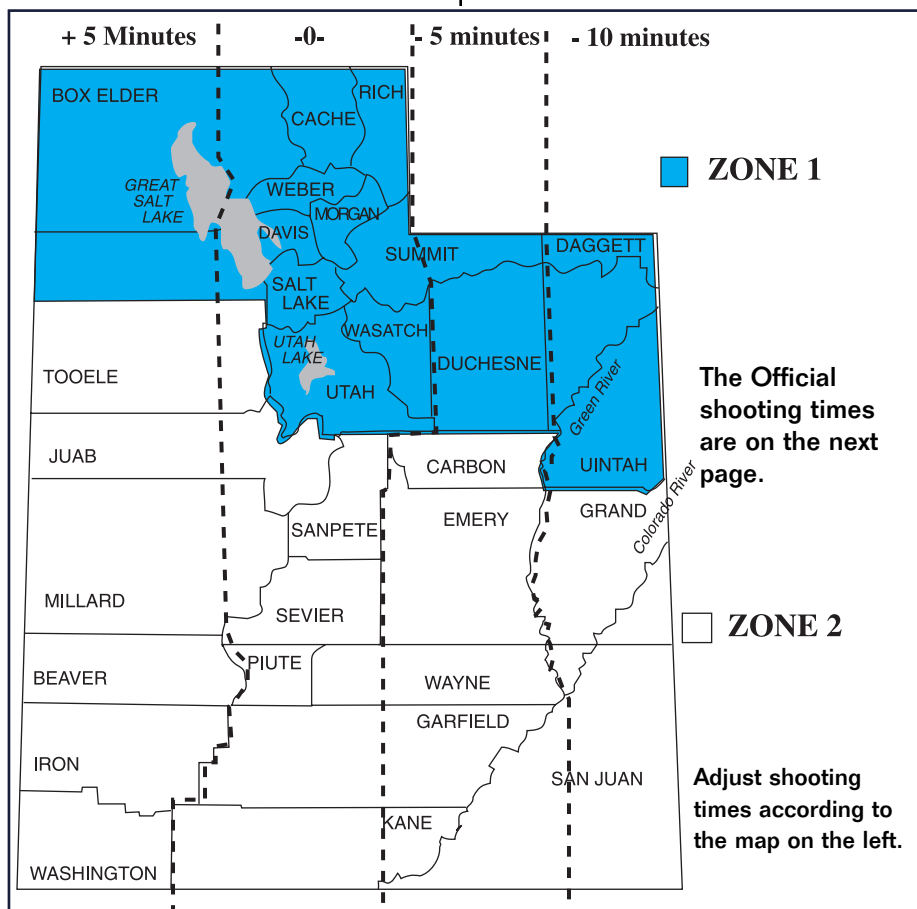 + 5 Minutes -0- - 5 minutes - 10 minutes
BOX ELDER
RICH
CACHE
ZONE 1
GREAT
SALT
LAKE
WEBER
MORGAN
DAVIS
SUMMIT
DAGGETT
SALT
LAKE
WASATCH
UTAH
LAKE
DUCHESNE
TOOELE
UTAH
Green River
The Official
shooting times
are on the next
page.
JUAB
CARBON
UINTAH
EMERY
GRAND
Colorado River
SANPETE
MILLARD
SEVIER
ZONE 2
PIUTE
BEAVER
WAYNE
GARFIELD
IRON
SAN JUAN
Adjust shooting
times according to
the map on the left.
KANE
WASHINGTON